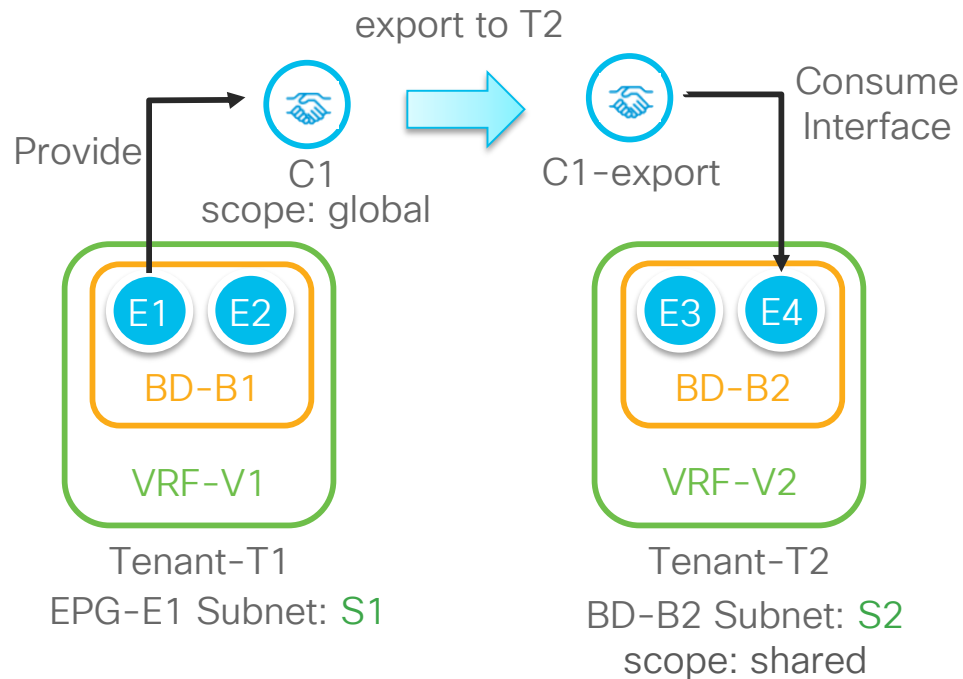 export to T2
Provide
C1
scope: global
C1-export
Consume
Interface
E1
E2
BD-B1
VRF-V1
E3
E4
BD-B2
VRF-V2
Tenant-T1
EPG-E1 Subnet: S1
Tenant-T2
BD-B2 Subnet: S2
scope: shared